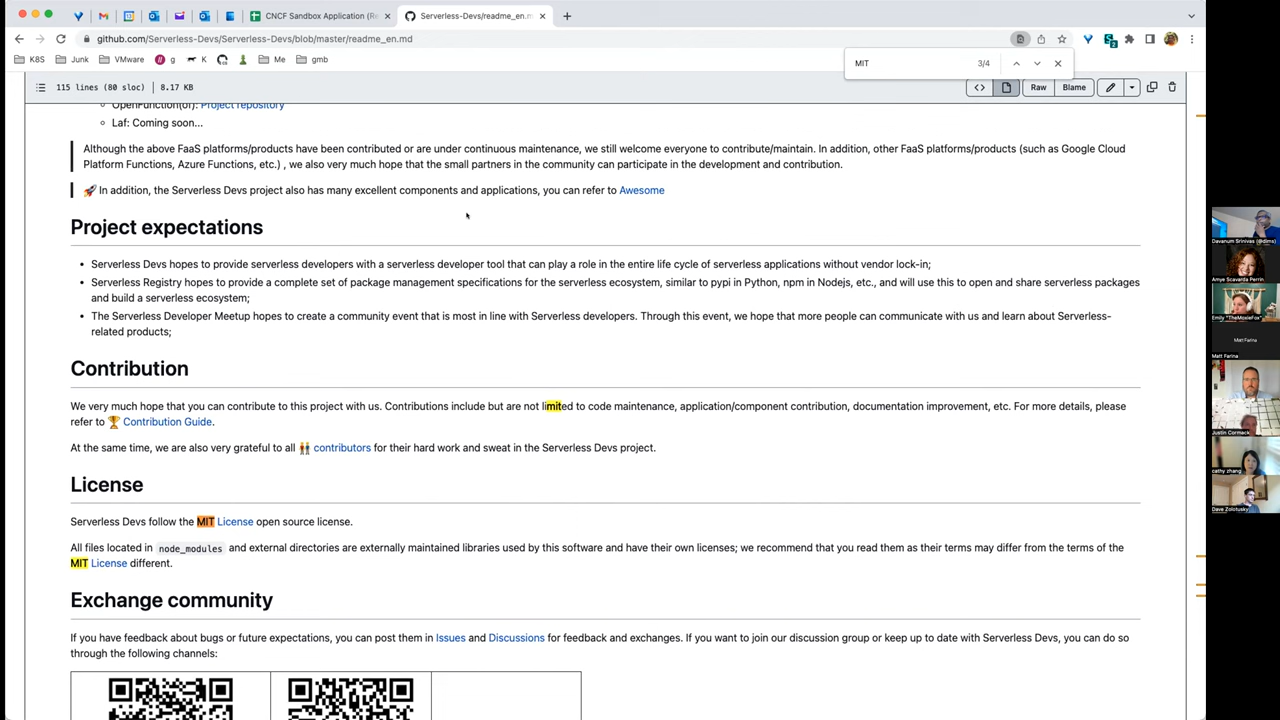 CNCF Sandbox Application (Re
Serverless-Devs/readme_en.m
github.com/Serverless-Devs/Serverless-Devs/blob/master/readme_en.md
K8S
Junk
VMware
g
K
Me
gmb
MIT
3/4
115 lines (80 sloc)
8.17 KB
Raw
Blame
OpenFunction(of): Project repository
Laf: Coming soon...
Although the above FaaS platforms/products have been contributed or are under continuous maintenance, we still welcome everyone to contribute/maintain. In addition, other FaaS platforms/products (such as Google Cloud
Platform Functions, Azure Functions, etc.) , we also very much hope that the small partners in the community can participate in the development and contribution.
🚀 In addition, the Serverless Devs project also has many excellent components and applications, you can refer to Awesome
Project expectations
• Serverless Devs hopes to provide serverless developers with a serverless developer tool that can play a role in the entire life cycle of serverless applications without vendor lock-in;
• Serverless Registry hopes to provide a complete set of package management specifications for the serverless ecosystem, similar to pypi in Python, npm in Nodejs, etc., and will use this to open and share serverless packages
and build a serverless ecosystem;
• The Serverless Developer Meetup hopes to create a community event that is most in line with Serverless developers. Through this event, we hope that more people can communicate with us and learn about Serverless-
related products;
Contribution
We very much hope that you can contribute to this project with us. Contributions include but are not limited to code maintenance, application/component contribution, documentation improvement, etc. For more details, please
refer to 🏆 Contribution Guide.
At the same time, we are also very grateful to all 👬 contributors for their hard work and sweat in the Serverless Devs project.
License
Serverless Devs follow the MIT License open source license.
All files located in node_modules and external directories are externally maintained libraries used by this software and have their own licenses; we recommend that you read them as their terms may differ from the terms of the
MIT License different.
Exchange community
If you have feedback about bugs or future expectations, you can post them in Issues and Discussions for feedback and exchanges. If you want to join our discussion group or keep up to date with Serverless Devs, you can do so
through the following channels:
Davanum Srinivas (@dims)
Amye Scavarda Perrin
Emily "TheMoxieFox"
Matt Farina
Matt Farina
Justin Cormack
cathy zhang
Dave Zolotusky